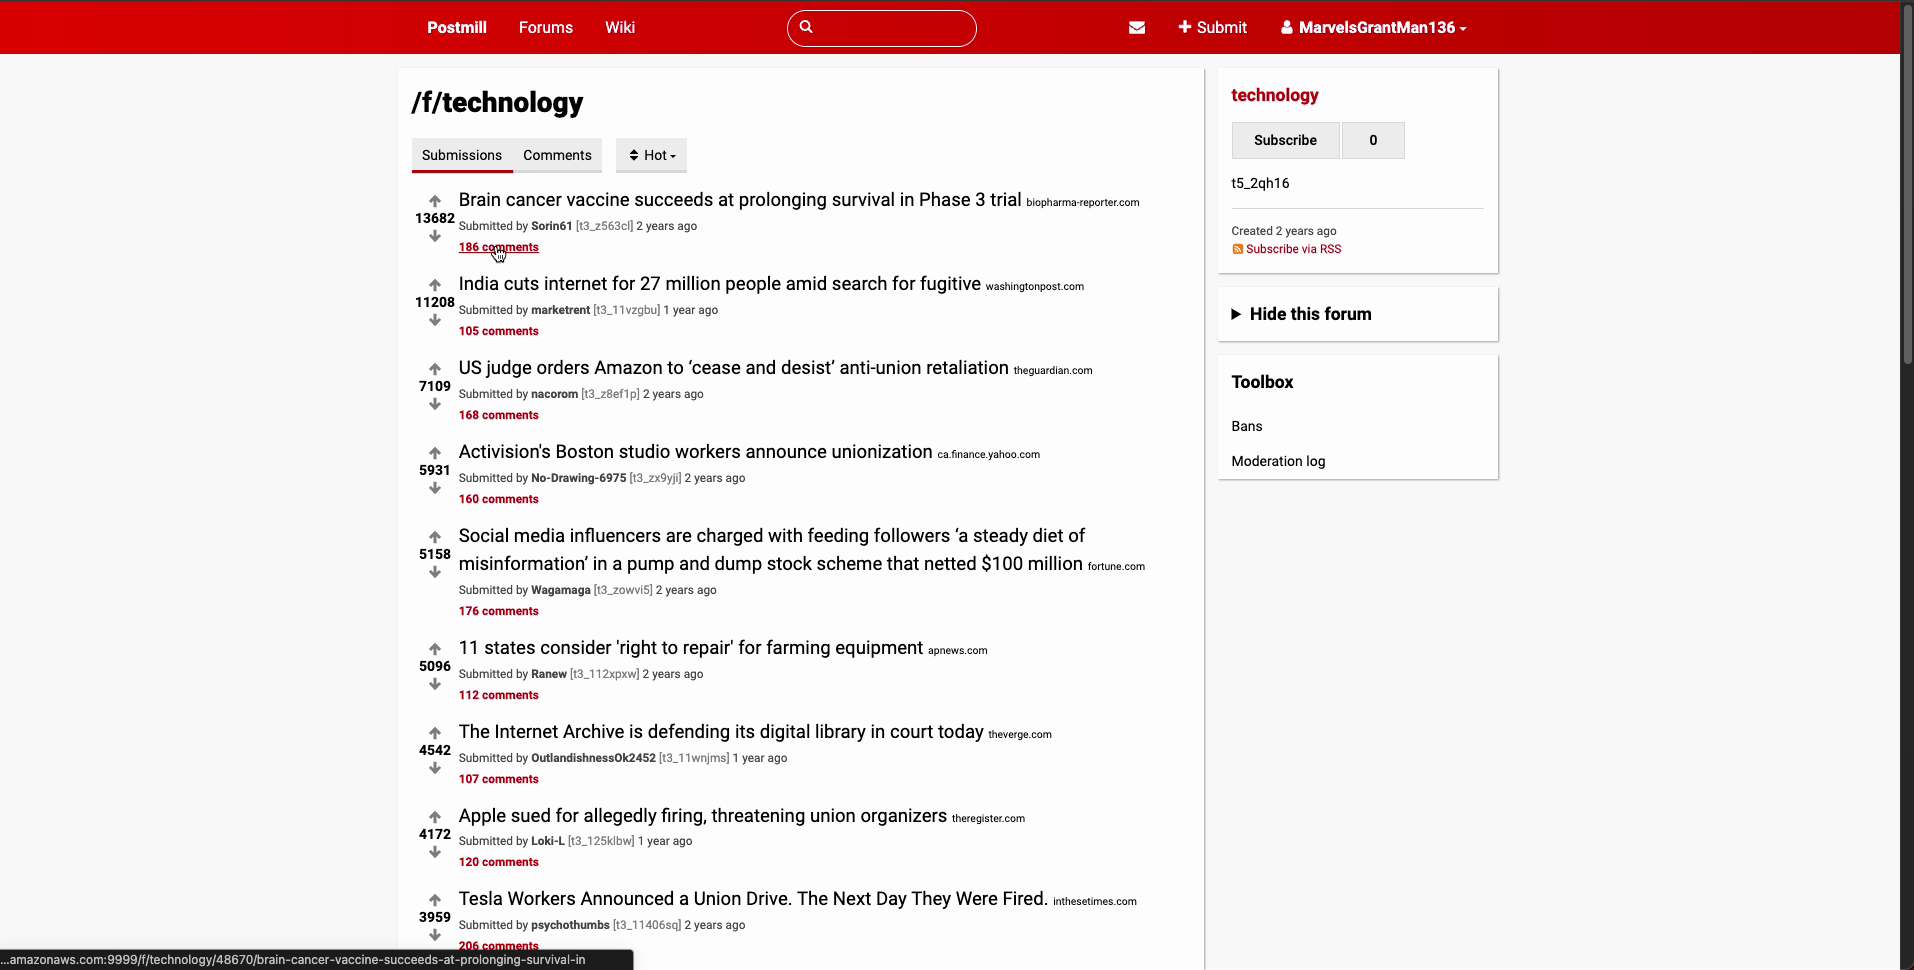 Postmill Forums Wiki Submit MarvelsGrantMan136
/f/technology
Submissions Comments Hot
Brain cancer vaccine succeeds at prolonging survival in Phase 3 trial biopharma-reporter.com
13682
Submitted by Sorin61 [t3_z563cl] 2 years ago
186 comments
India cuts internet for 27 million people amid search for fugitive washingtonpost.com
11208
Submitted by marketrent [t3_11vzgbu] 1 year ago
105 comments
US judge orders Amazon to ‘cease and desist’ anti-union retaliation theguardian.com
7109
Submitted by nacorom [t3_z8ef1p] 2 years ago
168 comments
Activision's Boston studio workers announce unionization ca.finance.yahoo.com
5931
Submitted by No-Drawing-6975 [t3_zx9yji] 2 years ago
160 comments
Social media influencers are charged with feeding followers ‘a steady diet of
misinformation’ in a pump and dump stock scheme that netted $100 million fortune.com
5158
Submitted by Wagamaga [t3_zowvi5] 2 years ago
176 comments
11 states consider 'right to repair' for farming equipment apnews.com
5096
Submitted by Ranew [t3_112xpxw] 2 years ago
112 comments
The Internet Archive is defending its digital library in court today theverge.com
4542
Submitted by OutlandishnessOk2452 [t3_11wnjms] 1 year ago
107 comments
Apple sued for allegedly firing, threatening union organizers theregister.com
4172
Submitted by Loki-L [t3_125klbw] 1 year ago
120 comments
Tesla Workers Announced a Union Drive. The Next Day They Were Fired. inthesetimes.com
3959
Submitted by psychothumbs [t3_11406sq] 2 years ago
206 comments
technology
Subscribe 0
t5_2qh16
Created 2 years ago
Subscribe via RSS
Hide this forum
Toolbox
Bans
Moderation log
...amazonaws.com:9999/f/technology/48670/brain-cancer-vaccine-succeeds-at-prolonging-survival-in